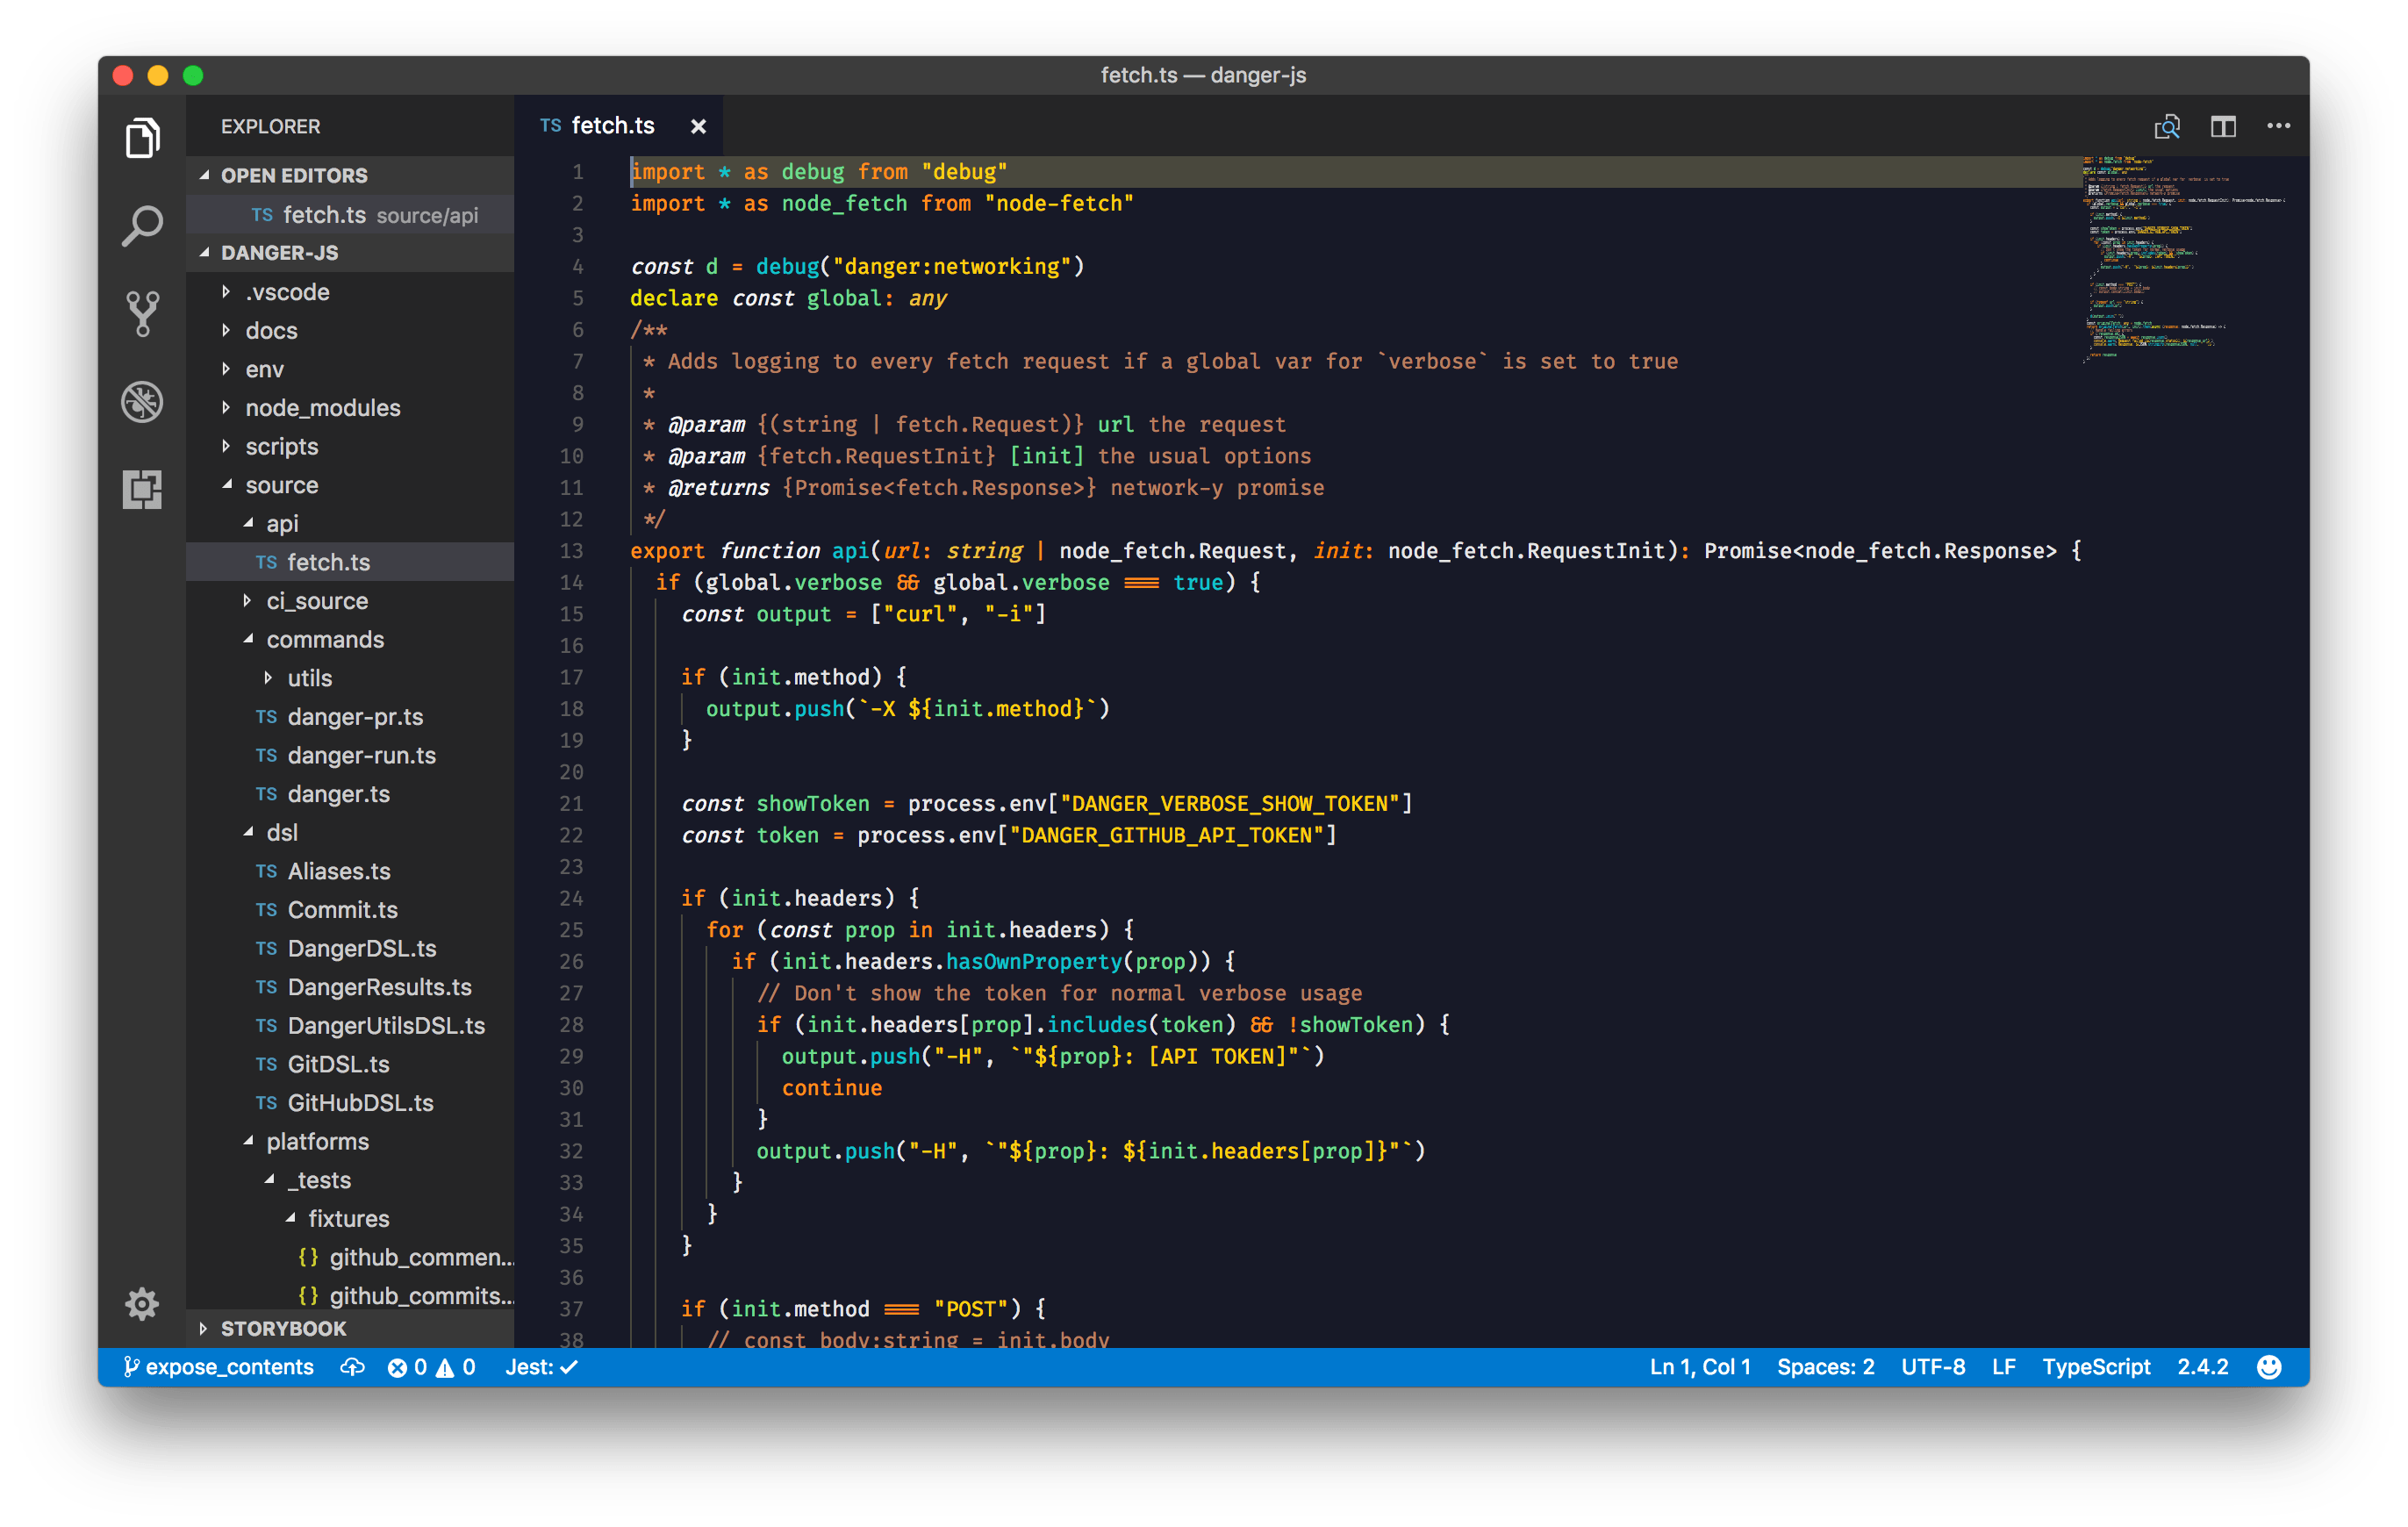 fetch.ts — danger-js
EXPLORER
OPEN EDITORS
TS fetch.ts source/api
DANGER-JS
.vscode
docs
env
node_modules
scripts
source
api
TS fetch.ts
ci_source
commands
utils
TS danger-pr.ts
TS danger-run.ts
TS danger.ts
dsl
TS Aliases.ts
TS Commit.ts
TS DangerDSL.ts
TS DangerResults.ts
TS DangerUtilsDSL.ts
TS GitDSL.ts
TS GitHubDSL.ts
platforms
_tests
fixtures
{} github_commen...
{} github_commits...
STORYBOOK
TS fetch.ts
1 import * as debug from "debug"
2 import * as node_fetch from "node-fetch"
3
4 const d = debug("danger:networking")
5 declare const global: any
6 /**
7  * Adds logging to every fetch request if a global var for `verbose` is set to true
8  *
9  * @param {(string | fetch.Request)} url the request
10  * @param {fetch.RequestInit} [init] the usual options
11  * @returns {Promise<fetch.Response>} network-y promise
12  */
13 export function api(url: string | node_fetch.Request, init: node_fetch.RequestInit): Promise<node_fetch.Response> {
14   if (global.verbose && global.verbose === true) {
15     const output = ["curl", "-i"]
16
17     if (init.method) {
18       output.push(`-X ${init.method}`)
19     }
20
21     const showToken = process.env["DANGER_VERBOSE_SHOW_TOKEN"]
22     const token = process.env["DANGER_GITHUB_API_TOKEN"]
23
24     if (init.headers) {
25       for (const prop in init.headers) {
26         if (init.headers.hasOwnProperty(prop)) {
27           // Don't show the token for normal verbose usage
28           if (init.headers[prop].includes(token) && !showToken) {
29             output.push("-H", `"${prop}: [API TOKEN]"`)
30             continue
31           }
32           output.push("-H", `"${prop}: ${init.headers[prop]}"`)
33         }
34       }
35     }
36
37     if (init.method === "POST") {
38       // const body:string = init.body
expose_contents 0 0 Jest: ✓
Ln 1, Col 1 Spaces: 2 UTF-8 LF TypeScript 2.4.2